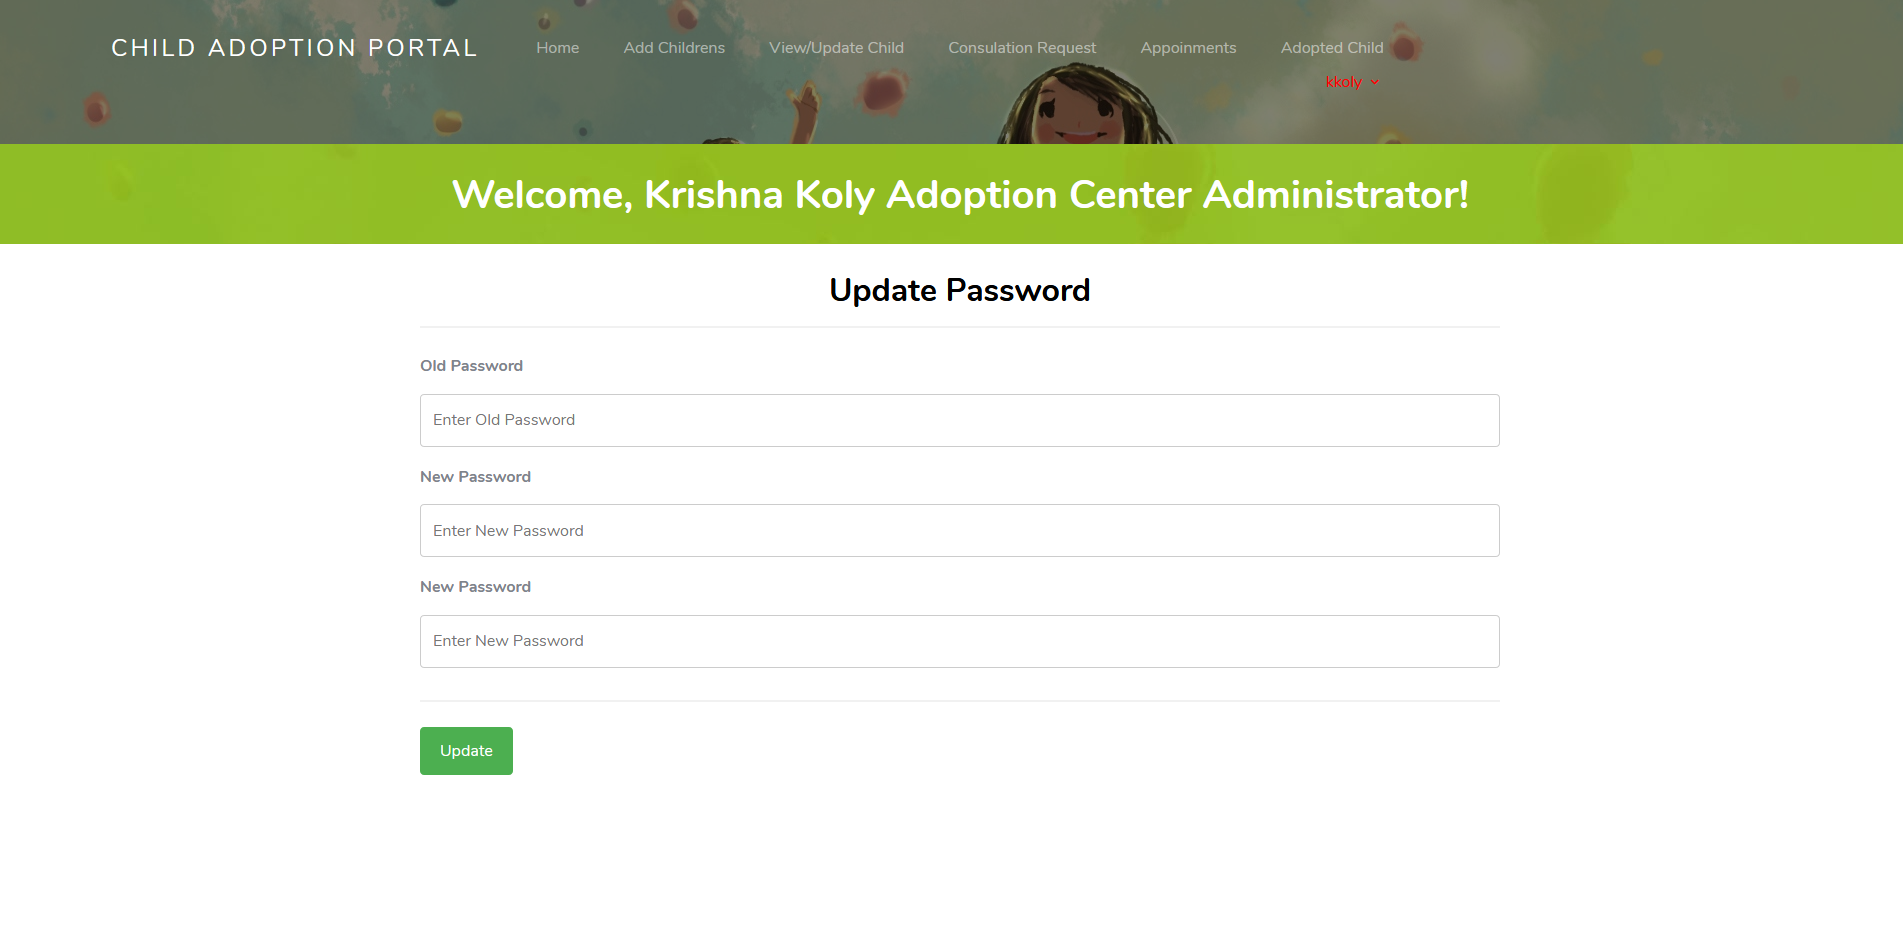 CHILD ADOPTION PORTAL
Home
Add Childrens
View/Update Child
Consulation Request
Appoinments
Adopted Child
kkoly
Welcome, Krishna Koly Adoption Center Administrator!
Update Password
Old Password
Enter Old Password
New Password
Enter New Password
New Password
Enter New Password
Update